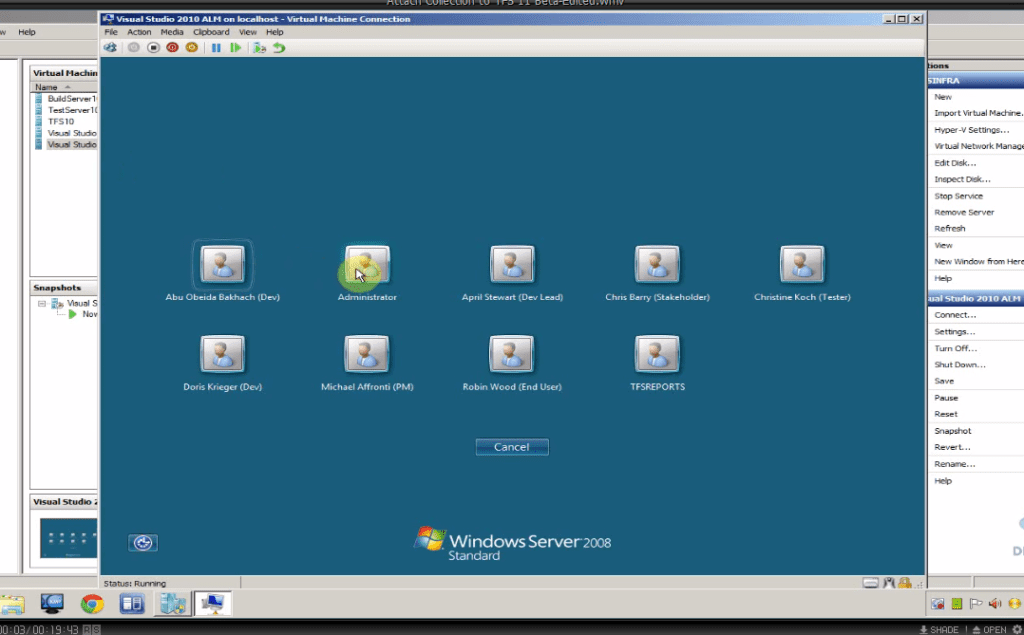 Attach Collection to TFS 11 Beta-Edited.wmv
Visual Studio 2010 ALM on localhost - Virtual Machine Connection
File Action Media Clipboard View Help
Help
Virtual Machin
Name
BuildServer1
TestServer10
TFS10
Visual Studio
Visual Studio
Snapshots
Visual S
Now
Visual Studio 2
Abu Obeida Bakhach (Dev)
Administrator
April Stewart (Dev Lead)
Chris Barry (Stakeholder)
Christine Koch (Tester)
Doris Krieger (Dev)
Michael Affronti (PM)
Robin Wood (End User)
TFSREPORTS
Cancel
Windows Server 2008
Standard
Status: Running
tions
SINFRA
New
Import Virtual Machine.
Hyper-V Settings...
Virtual Network Manage
Edit Disk...
Inspect Disk...
Stop Service
Remove Server
Refresh
View
New Window from Here
Help
ual Studio 2010 ALM
Connect...
Settings...
Turn Off...
Shut Down...
Save
Pause
Reset
Snapshot
Revert...
Rename...
Help
00:03/00:19:43
SHADE ! OPEN